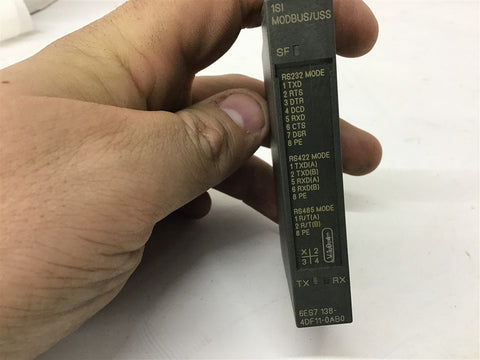 1SI
MODBUS/USS
SF
RS232 MODE
1 TXD
2 RTS
3 DTR
4 DCD
5 RXD
6 CTS
7 DSR
8 PE
RS422 MODE
1 TXD(A)
2 TXD(B)
5 RXD(A)
6 RXD(B)
8 PE
RS485 MODE
1 R/T(A)
2 R/T(B)
8 PE
X 2
3 4
TX RX
6ES7 138-
4DF11-0AB0